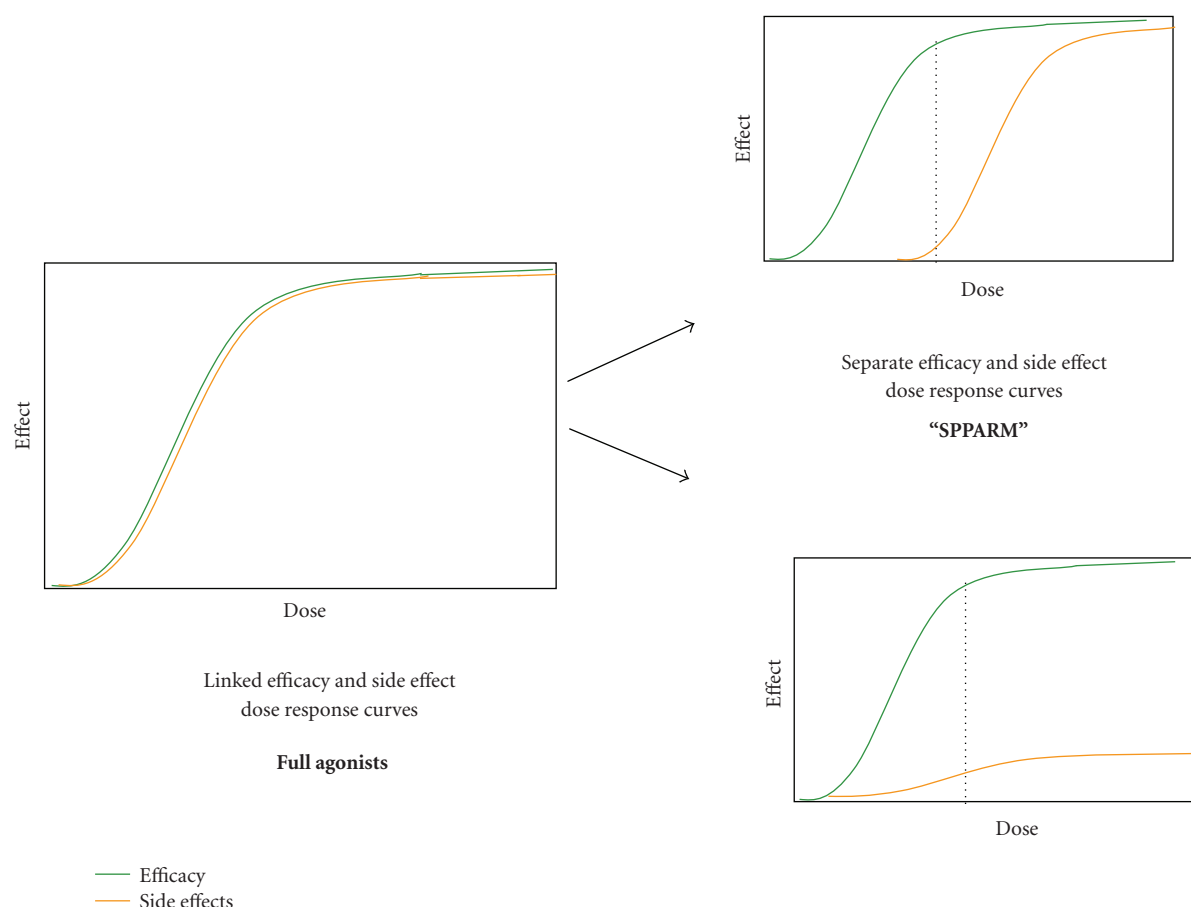 Effect
Dose
Linked efficacy and side effect
dose response curves
Full agonists
Effect
Dose
Separate efficacy and side effect
dose response curves
“SPPARM”
Effect
Dose
Efficacy
Side effects